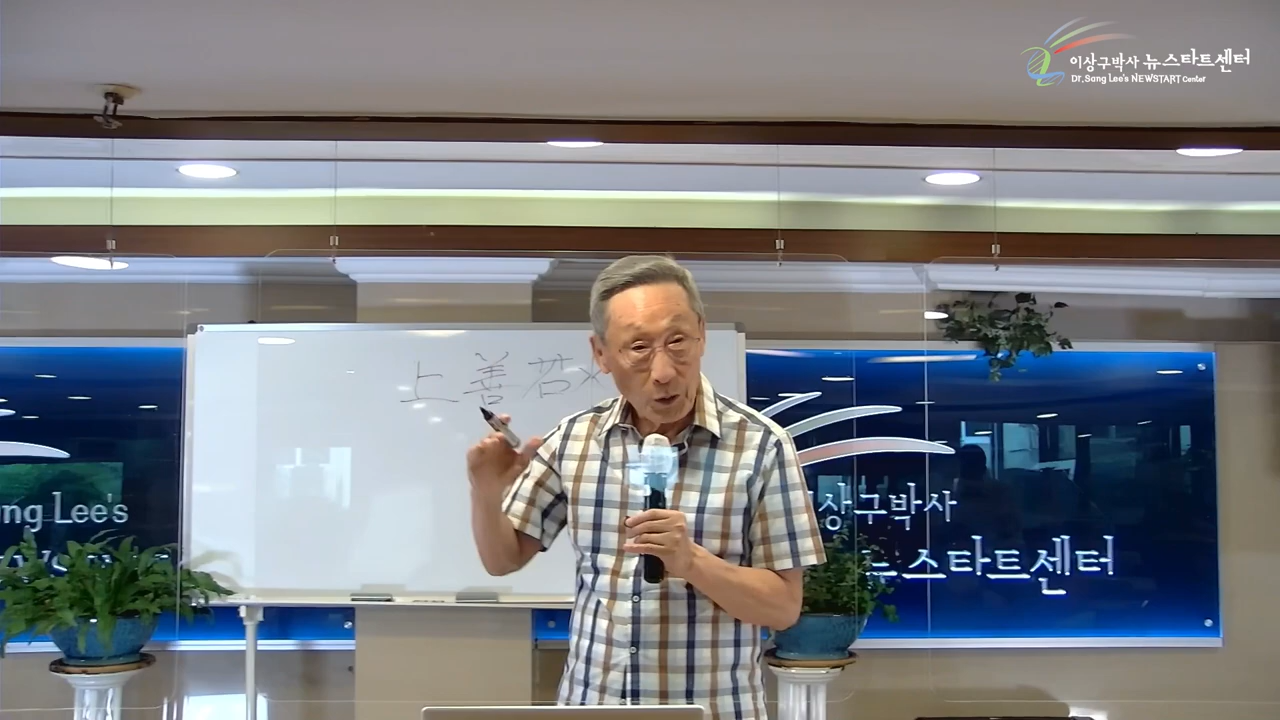 이상구박사 뉴스타트센터
Dr. Sang Lee's NEWSTART Center
上善若水
ng Lee's
상구박사
뉴스타트센터